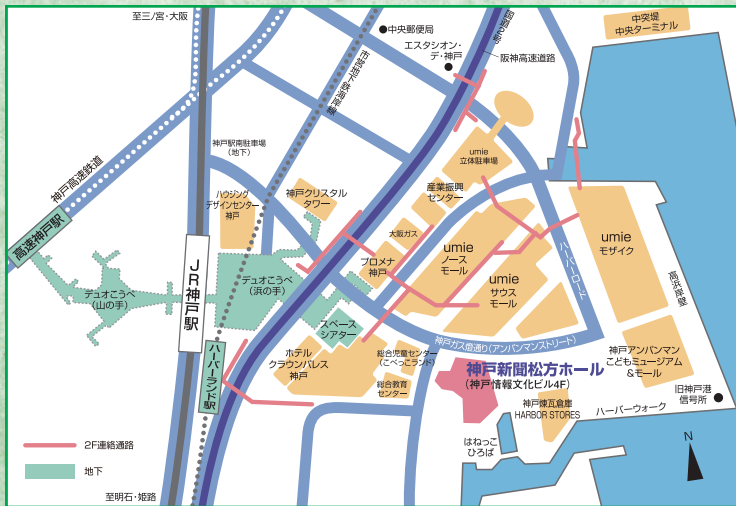 至三ノ宮・大阪
中央郵便局
エスタシオン・
デ・神戸
国道2号
阪神高速道路
中突堤
中央ターミナル
市営地下鉄海岸線
神戸高速鉄道
神戸駅南駐車場
(地下)
umie
立体駐車場
高速神戸駅
ハウジング
デザインセンター
神戸
神戸クリスタル
タワー
産業振興
センター
大阪ガス
umie
ノース
モール
umie
モザイク
プロメナ
神戸
JR神戸駅
デュオこうべ
(山の手)
デュオこうべ
(浜の手)
umie
サウス
モール
ハーバーロード
高浜岸壁
スペース
シアター
神戸ガス燈通り(アンパンマンストリート)
ハーバーランド駅
ホテル
クラウンパレス
神戸
総合児童センター
(こべっこランド)
総合教育
センター
神戸新聞松方ホール
(神戸情報文化ビル4F)
神戸アンパンマン
こどもミュージアム
&モール
神戸煉瓦倉庫
HARBOR STORES
ハーバーウォーク
旧神戸港
信号所
はねっこ
ひろば
N
2F連絡通路
地下
至明石・姫路